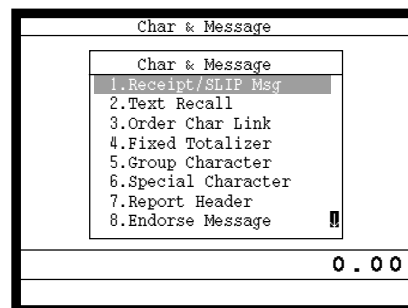 Char & Message
Char & Message
1.Receipt/SLIP Msg
2.Text Recall
3.Order Char Link
4.Fixed Totalizer
5.Group Character
6.Special Character
7.Report Header
8.Endorse Message
0.00